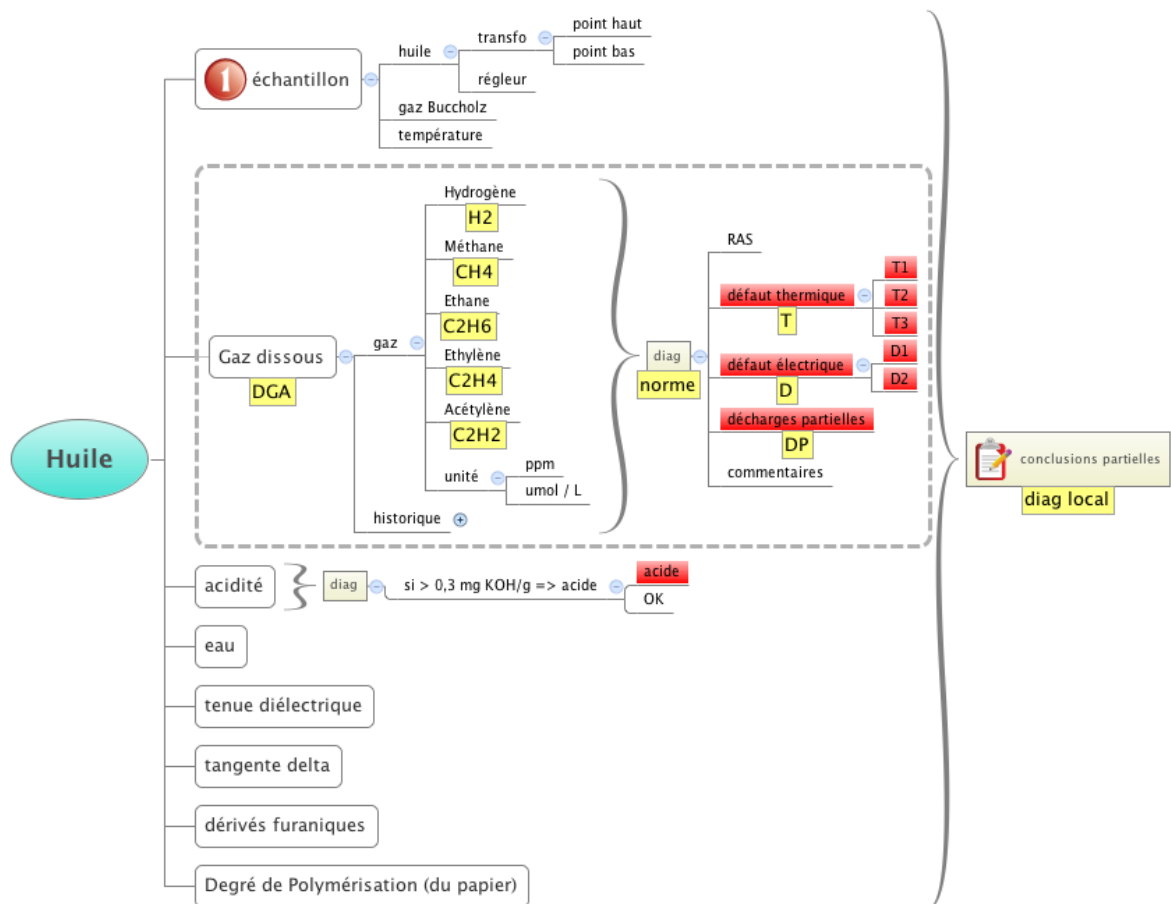 Huile
1
échantillon
huile
transfo
point haut
point bas
régleur
gaz Buccholz
température
Gaz dissous
DGA
gaz
Hydrogène
H2
Méthane
CH4
Ethane
C2H6
Ethylène
C2H4
Acétylène
C2H2
unité
ppm
umol / L
historique
diag
norme
RAS
défaut thermique
T
T1
T2
T3
défaut électrique
D
D1
D2
décharges partielles
DP
commentaires
acidité
diag
si > 0,3 mg KOH/g => acide
acide
OK
eau
tenue diélectrique
tangente delta
dérivés furaniques
Degré de Polymérisation (du papier)
conclusions partielles
diag local